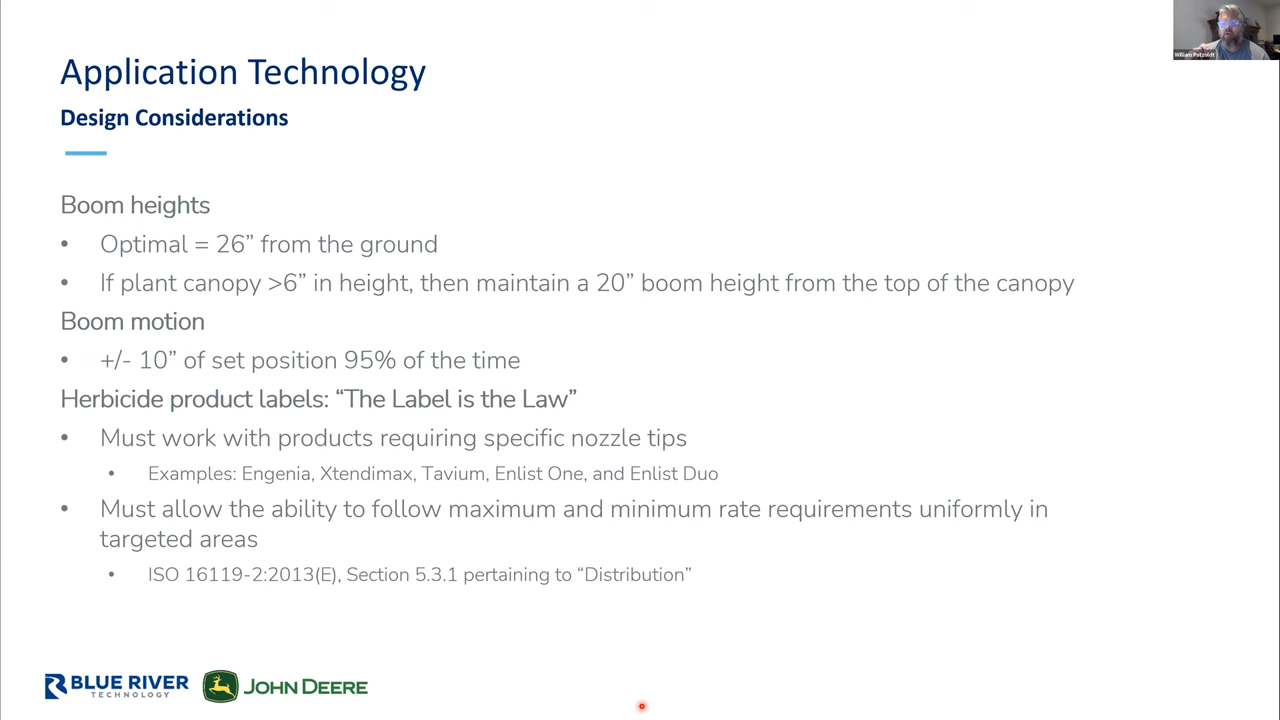 William Patzoldt
Application Technology
Design Considerations
Boom heights
• Optimal = 26” from the ground
• If plant canopy >6” in height, then maintain a 20” boom height from the top of the canopy
Boom motion
• +/- 10” of set position 95% of the time
Herbicide product labels: “The Label is the Law”
• Must work with products requiring specific nozzle tips
• Examples: Engenia, Xtendimax, Tavium, Enlist One, and Enlist Duo
• Must allow the ability to follow maximum and minimum rate requirements uniformly in
targeted areas
• ISO 16119-2:2013(E), Section 5.3.1 pertaining to “Distribution”
BLUE RIVER
TECHNOLOGY
JOHN DEERE